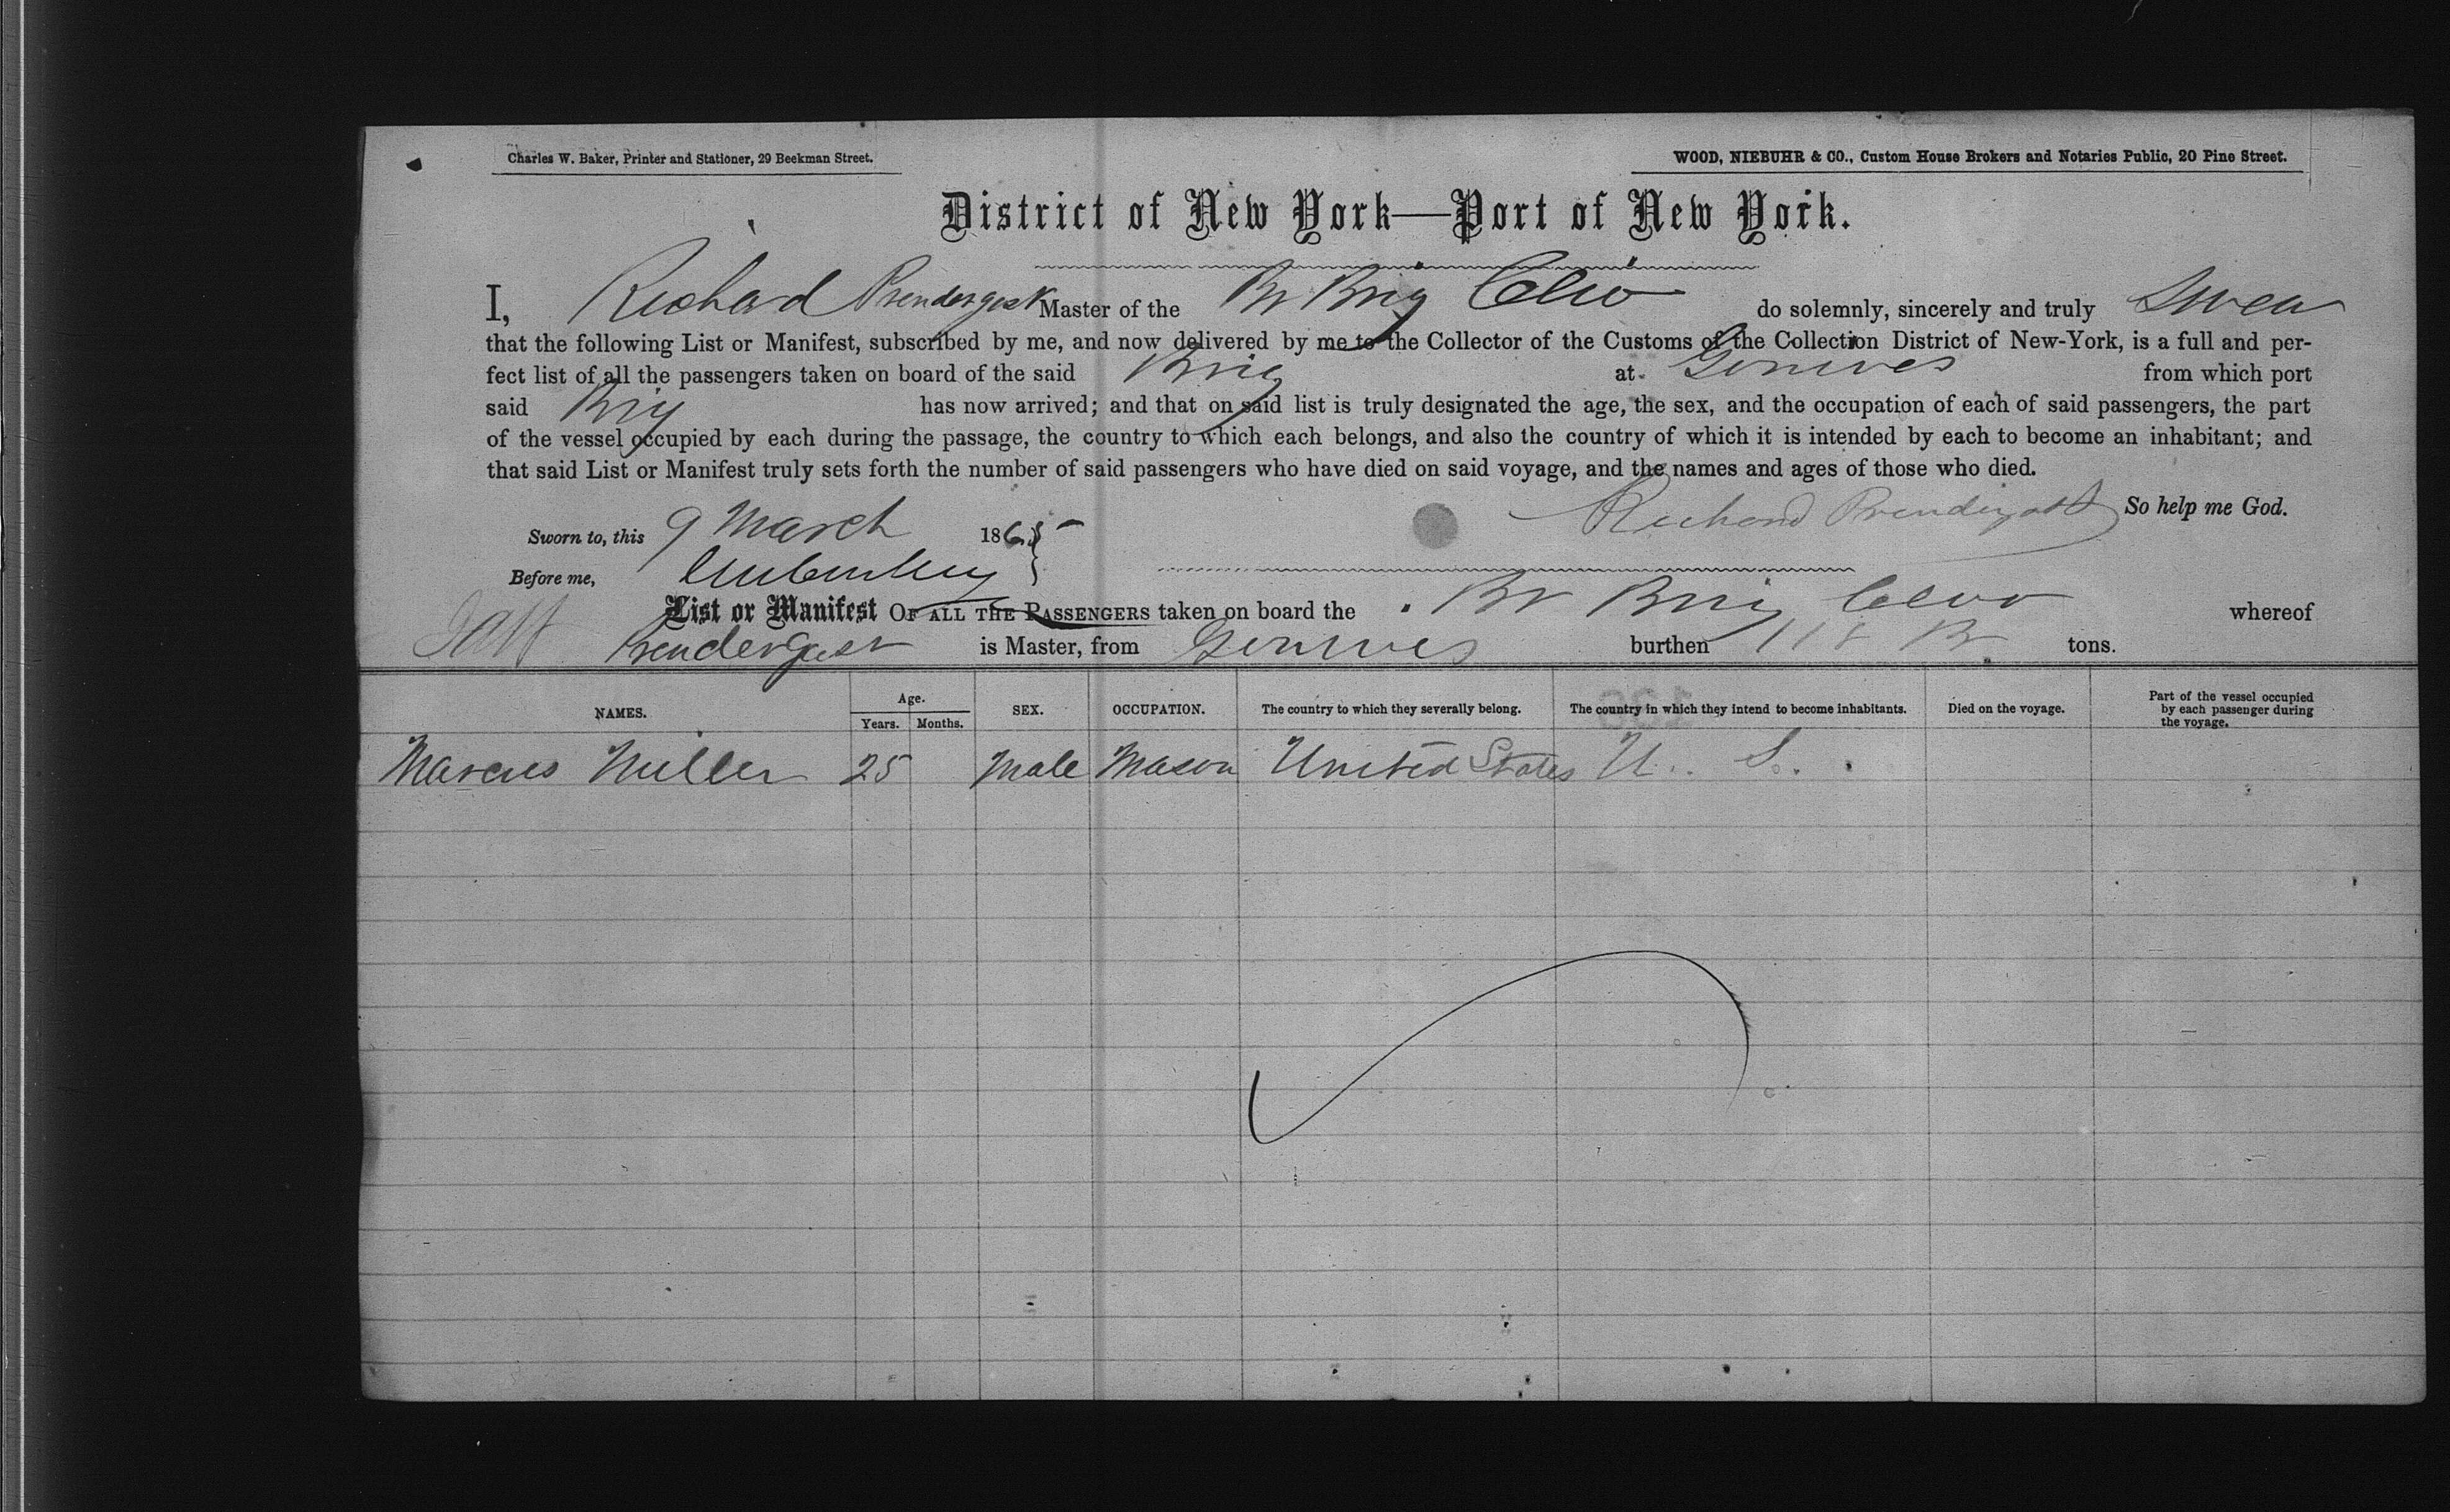 Charles W. Baker, Printer and Stationer, 29 Beekman Street.
WOOD, NIEBUHR & CO., Custom House Brokers and Notaries Public, 20 Pine Street.
District of New York—Port of New York.
I, Richard Prendergast Master of the Br Brig Clio do solemnly, sincerely and truly Swear
that the following List or Manifest, subscribed by me, and now delivered by me to the Collector of the Customs of the Collection District of New-York, is a full and per-
fect list of all the passengers taken on board of the said Brig at Gonives from which port
said Brig has now arrived; and that on said list is truly designated the age, the sex, and the occupation of each of said passengers, the part
of the vessel occupied by each during the passage, the country to which each belongs, and also the country of which it is intended by each to become an inhabitant; and
that said List or Manifest truly sets forth the number of said passengers who have died on said voyage, and the names and ages of those who died.
Richard Prendergast So help me God.
Sworn to, this 9 March 1865
Before me,
List or Manifest OF ALL THE PASSENGERS taken on board the Br Brig Clio whereof
Prendergast is Master, from Gonives burthen 118 tons.
NAMES. Age. Years. Months. SEX. OCCUPATION. The country to which they severally belong. The country in which they intend to become inhabitants. Died on the voyage. Part of the vessel occupied by each passenger during the voyage.
Marcus Miller 25 Male Mason United States U. S.